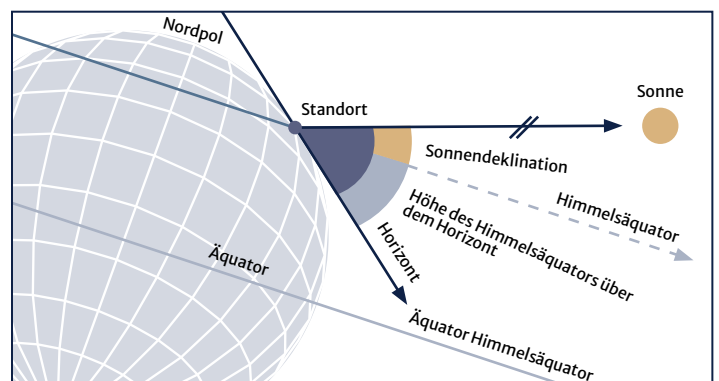 Nordpol
Standort
Sonne
Sonnendeklination
Himmelsäquator
Höhe des Himmelsäquators über
dem Horizont
Horizont
Äquator
Äquator Himmelsäquator